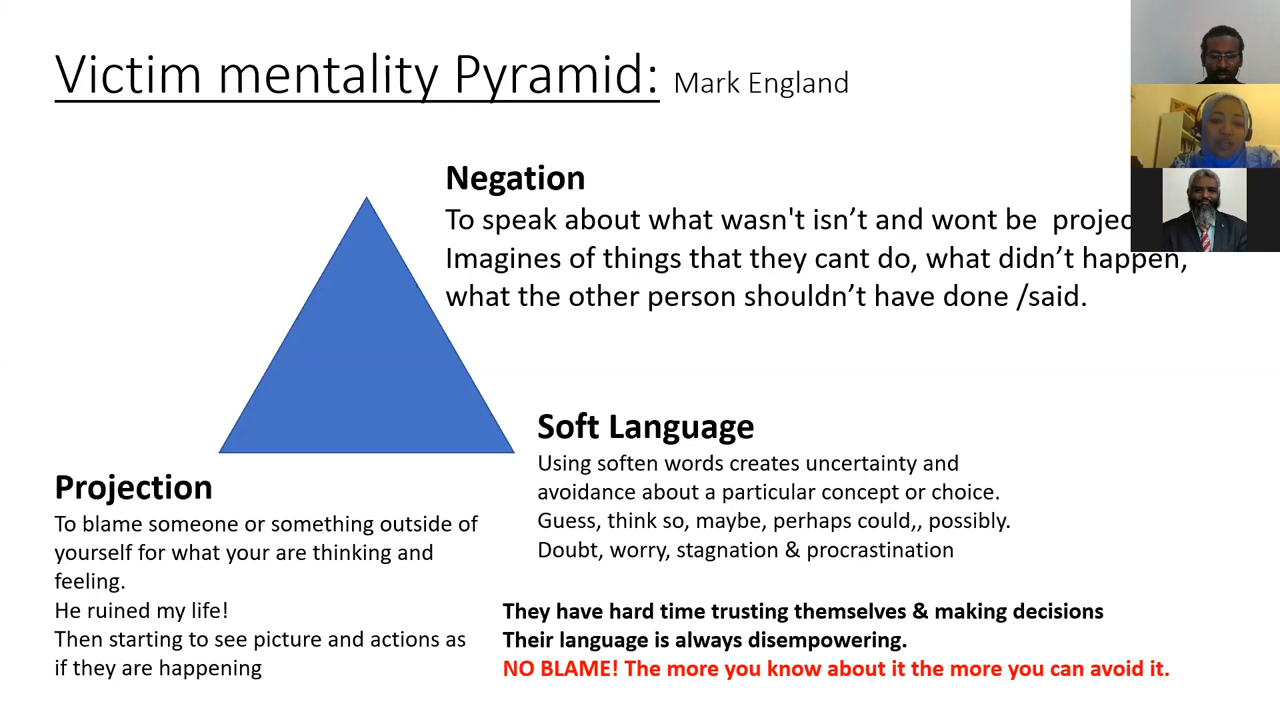 Victim mentality Pyramid: Mark England
Negation
To speak about what wasn't isn’t and wont be
Imagines of things that they cant do, what didn’t happen,
what the other person shouldn’t have done /said.
Soft Language
Using soften words creates uncertainty and
avoidance about a particular concept or choice.
Guess, think so, maybe, perhaps could,, possibly.
Doubt, worry, stagnation & procrastination
Projection
To blame someone or something outside of
yourself for what your are thinking and
feeling.
He ruined my life!
Then starting to see picture and actions as
if they are happening
They have hard time trusting themselves & making decisions
Their language is always disempowering.
NO BLAME! The more you know about it the more you can avoid it.